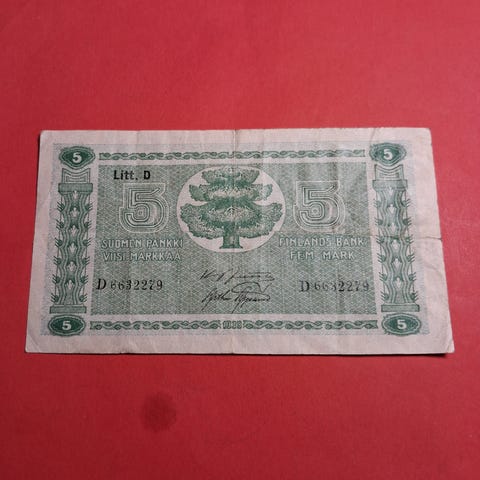 5 5
Litt. D
5 5
SUOMEN PANKKI FINLANDS BANK
VIISI MARKKAA FEM MARK
D 6632279 D 6632279
5 5